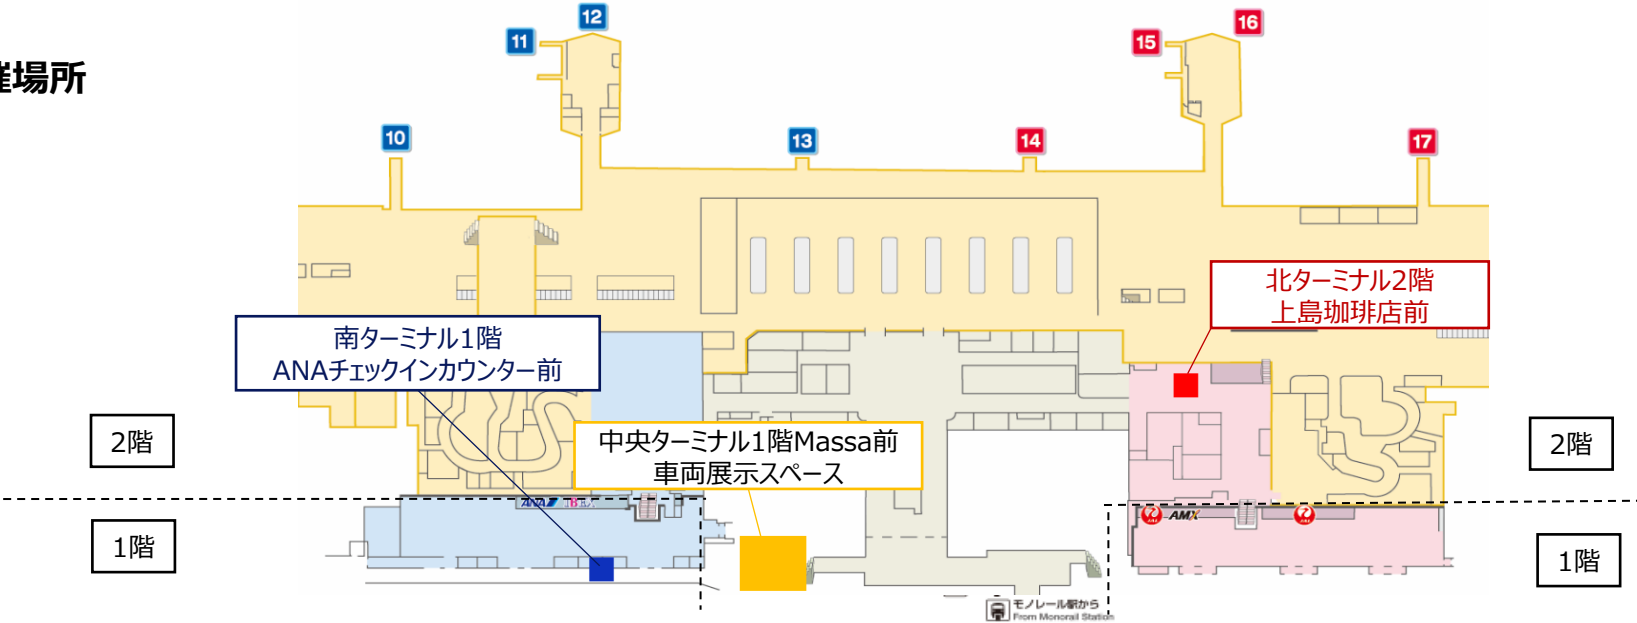 12
11
16
15
催場所
10
13
14
17
北ターミナル2階
上島珈琲店前
南ターミナル1階
ANAチェックインカウンター前
2階
中央ターミナル1階Massa前
車両展示スペース
2階
ANA
AMX
1階
1階
モノレール駅から
From Monorail Station